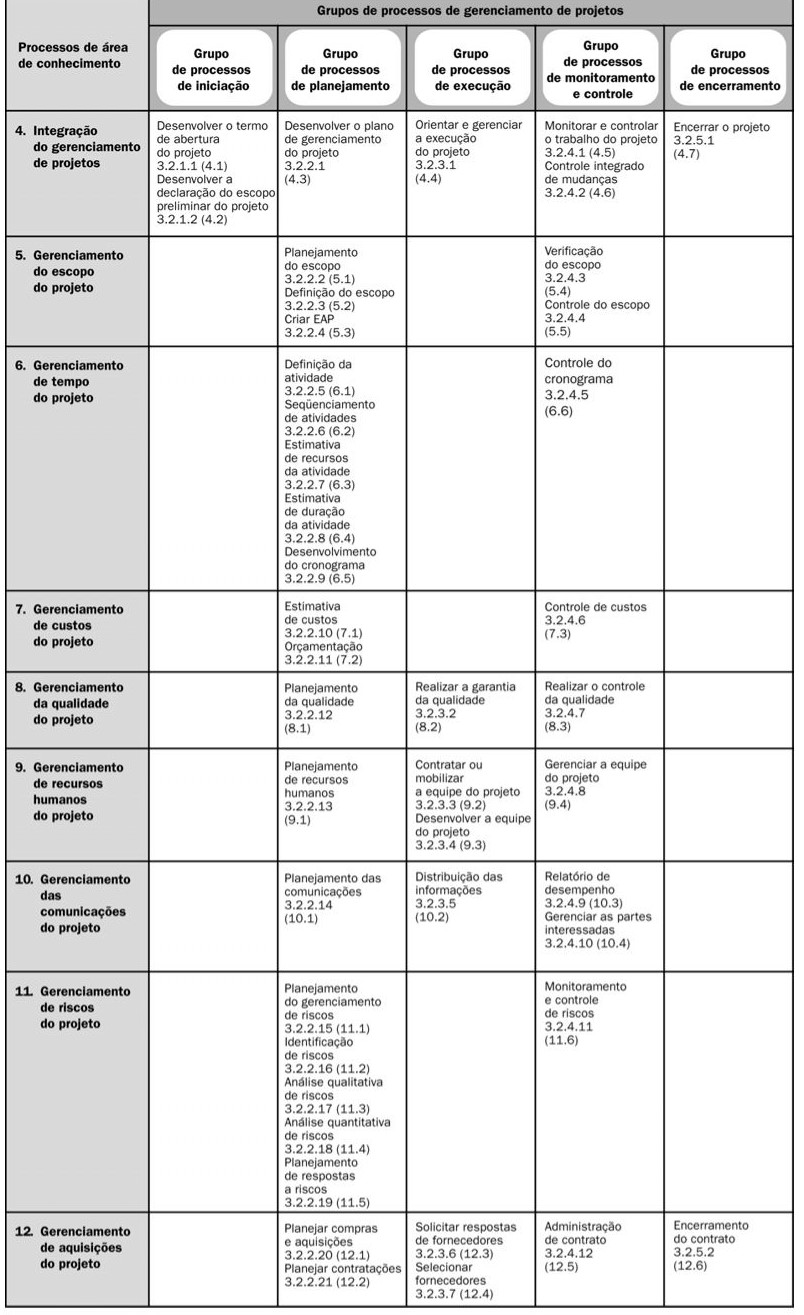 Grupos de processos de gerenciamento de projetos
Processos de área
de conhecimento
Grupo
de processos
de iniciação
Grupo
de processos
de planejamento
Grupo
de processos
de execução
Grupo
de processos
de monitoramento
e controle
Grupo
de processos
de encerramento
4. Integração
do gerenciamento
de projetos
Desenvolver o termo
de abertura
do projeto
3.2.1.1 (4.1)
Desenvolver a
declaração do escopo
preliminar do projeto
3.2.1.2 (4.2)
Desenvolver o plano
de gerenciamento
do projeto
3.2.2.1
(4.3)
Orientar e gerenciar
a execução
do projeto
3.2.3.1
(4.4)
Monitorar e controlar
o trabalho do projeto
3.2.4.1 (4.5)
Controle integrado
de mudanças
3.2.4.2 (4.6)
Encerrar o projeto
3.2.5.1
(4.7)
5. Gerenciamento
do escopo
do projeto
Planejamento
do escopo
3.2.2.2 (5.1)
Definição do escopo
3.2.2.3 (5.2)
Criar EAP
3.2.2.4 (5.3)
Verificação
do escopo
3.2.4.3
(5.4)
Controle do escopo
3.2.4.4
(5.5)
6. Gerenciamento
de tempo
do projeto
Definição da
atividade
3.2.2.5 (6.1)
Seqüenciamento
de atividades
3.2.2.6 (6.2)
Estimativa
de recursos
da atividade
3.2.2.7 (6.3)
Estimativa
de duração
da atividade
3.2.2.8 (6.4)
Desenvolvimento
do cronograma
3.2.2.9 (6.5)
Controle do
cronograma
3.2.4.5
(6.6)
7. Gerenciamento
de custos
do projeto
Estimativa
de custos
3.2.2.10 (7.1)
Orçamentação
3.2.2.11 (7.2)
Controle de custos
3.2.4.6
(7.3)
8. Gerenciamento
da qualidade
do projeto
Planejamento
da qualidade
3.2.2.12
(8.1)
Realizar a garantia
da qualidade
3.2.3.2
(8.2)
Realizar o controle
da qualidade
3.2.4.7
(8.3)
9. Gerenciamento
de recursos
humanos
do projeto
Planejamento
de recursos
humanos
3.2.2.13
(9.1)
Contratar ou
mobilizar
a equipe do projeto
3.2.3.3 (9.2)
Desenvolver a equipe
do projeto
3.2.3.4 (9.3)
Gerenciar a equipe
do projeto
3.2.4.8
(9.4)
10. Gerenciamento
das
comunicações
do projeto
Planejamento das
comunicações
3.2.2.14
(10.1)
Distribuição das
informações
3.2.3.5
(10.2)
Relatório de
desempenho
3.2.4.9 (10.3)
Gerenciar as partes
interessadas
3.2.4.10 (10.4)
11. Gerenciamento
de riscos
do projeto
Planejamento
do gerenciamento
de riscos
3.2.2.15 (11.1)
Identificação
de riscos
3.2.2.16 (11.2)
Análise qualitativa
de riscos
3.2.2.17 (11.3)
Análise quantitativa
de riscos
3.2.2.18 (11.4)
Planejamento
de respostas
a riscos
3.2.2.19 (11.5)
Monitoramento
e controle
de riscos
3.2.4.11
(11.6)
12. Gerenciamento
de aquisições
do projeto
Planejar compras
e aquisições
3.2.2.20 (12.1)
Planejar contratações
3.2.2.21 (12.2)
Solicitar respostas
de fornecedores
3.2.3.6 (12.3)
Selecionar
fornecedores
3.2.3.7 (12.4)
Administração
de contrato
3.2.4.12
(12.5)
Encerramento
do contrato
3.2.5.2
(12.6)